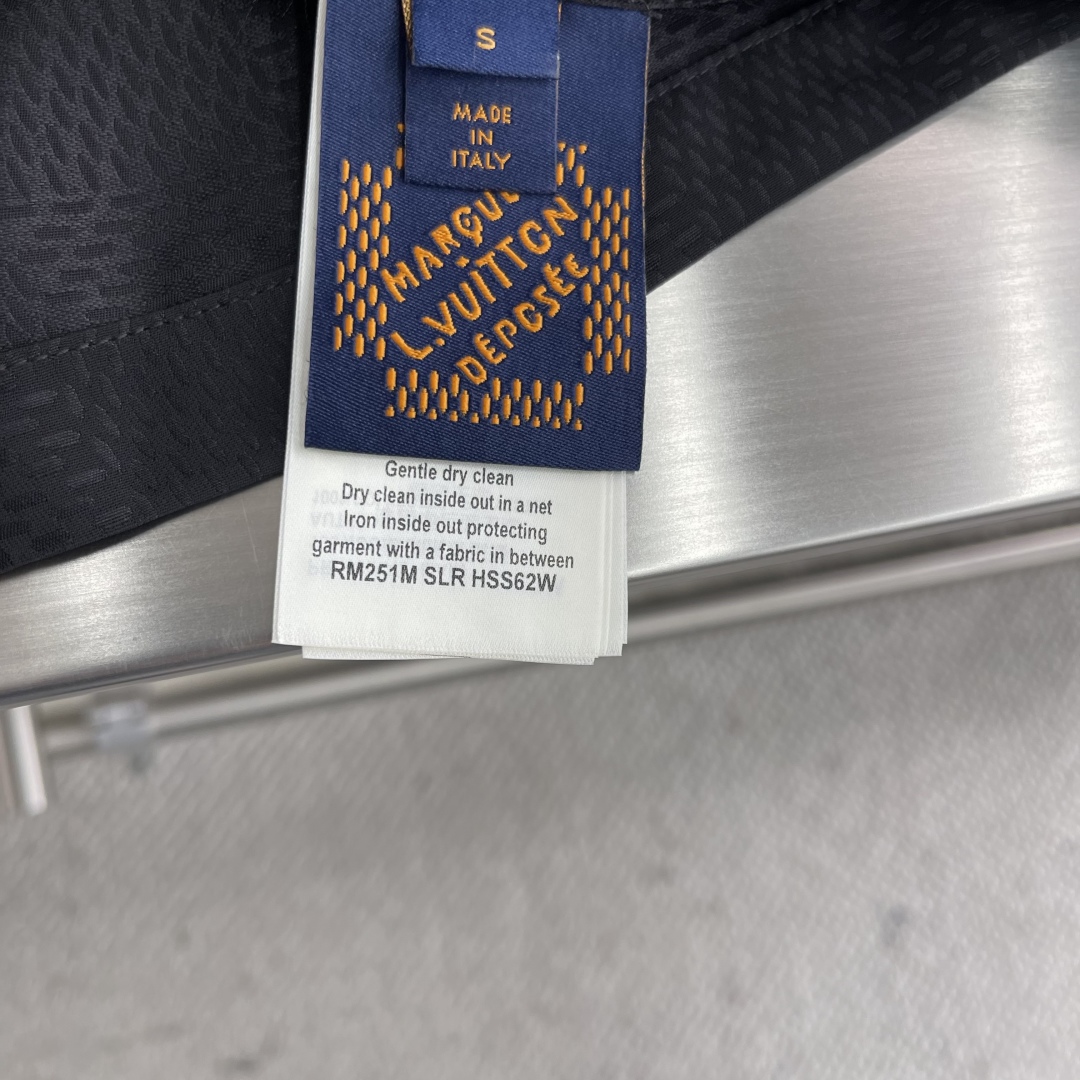 S
MADE
IN
ITALY
MARQUE
L.VUITTON
DÉPOSÉE
Gentle dry clean
Dry clean inside out in a net
Iron inside out protecting
garment with a fabric in between
RM251M SLR HSS62W